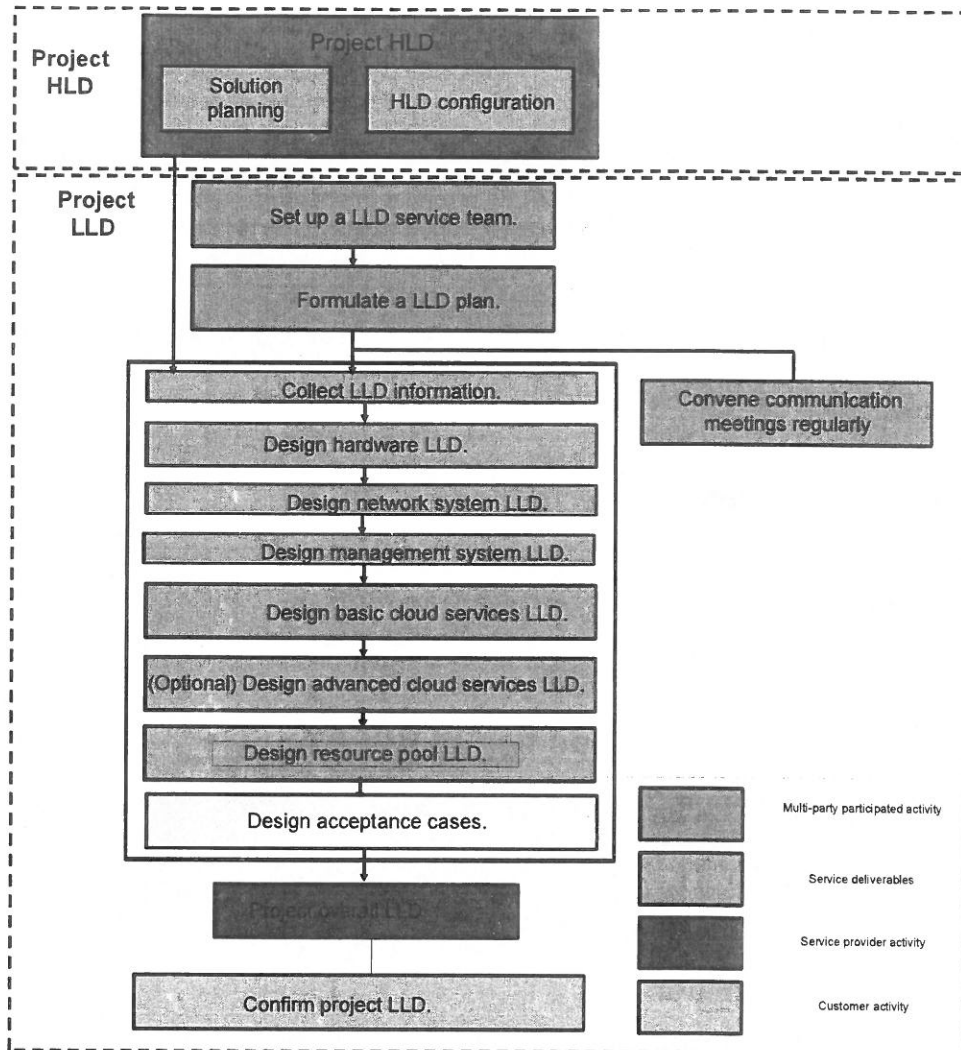 Project
HLD
Project HLD
Solution
planning
HLD configuration
Project
LLD
Set up a LLD service team.
Formulate a LLD plan.
Collect LLD information.
Convene communication
meetings regularly
Design hardware LLD.
Design network system LLD.
Design management system LLD.
Design basic cloud services LLD.
(Optional) Design advanced cloud services LLD.
Design resource pool LLD.
Design acceptance cases.
Project overall LLD
Confirm project LLD.
Multi-party participated activity
Service deliverables
Service provider activity
Customer activity